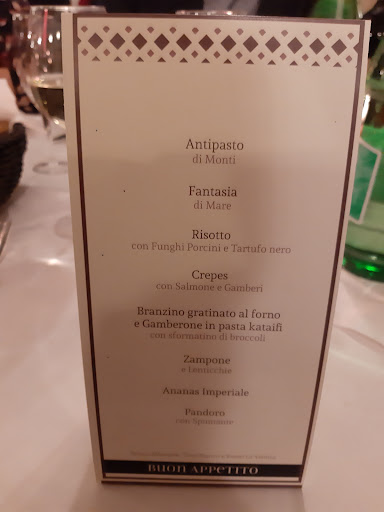 Antipasto
di Monti
Fantasia
di Mare
Risotto
con Funghi Porcini e Tartufo nero
Crepes
con Salmone e Gamberi
Branzino gratinato al forno
e Gamberone in pasta kataifi
con sformatino di broccoli
Zampone
e Lenticchie
Ananas Imperiale
Pandoro
con Spumante
BUON APPETITO